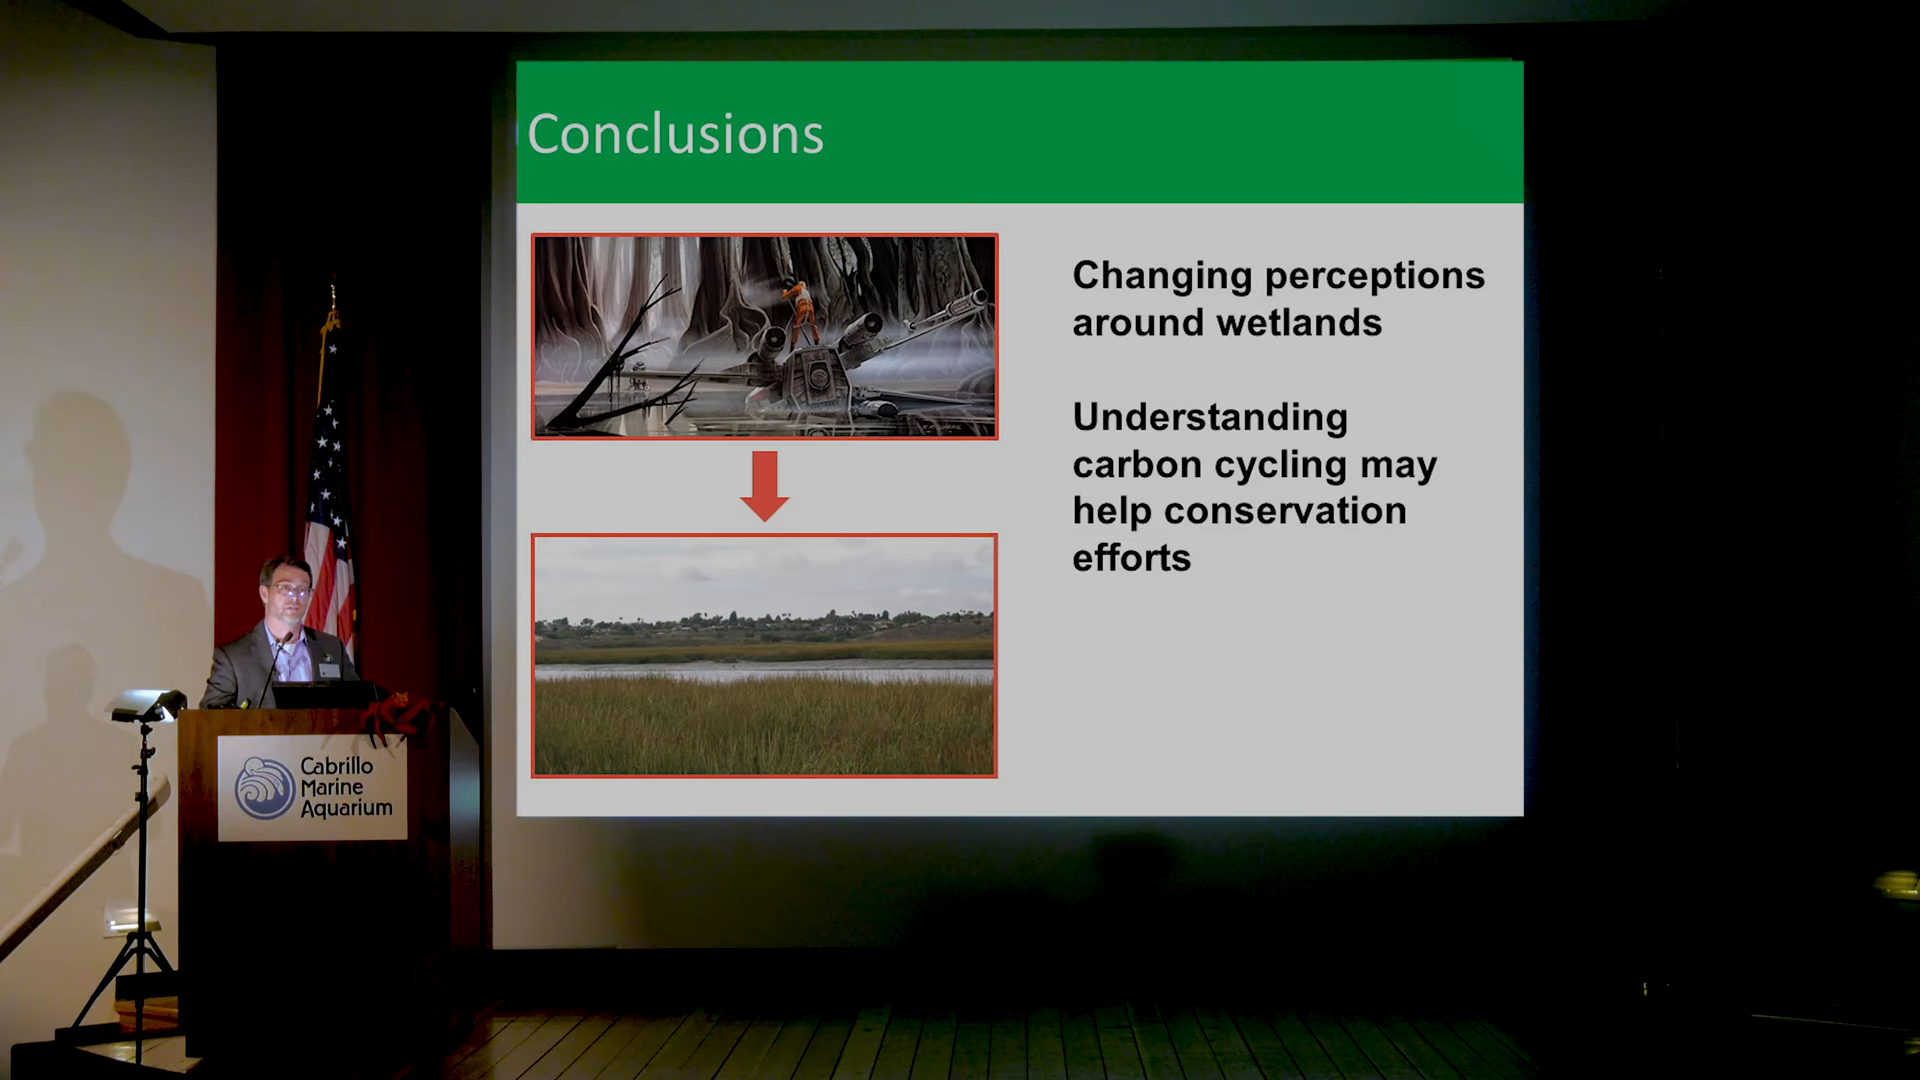 Conclusions
Changing perceptions
around wetlands
Understanding
carbon cycling may
help conservation
efforts
Cabrillo
Marine
Aquarium